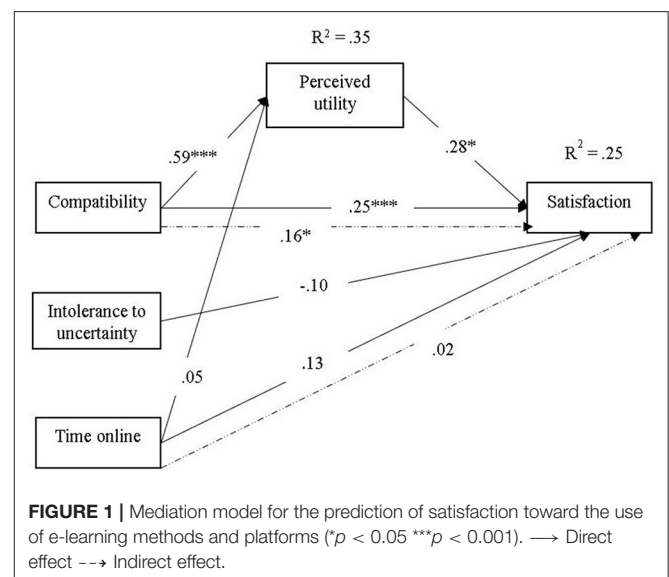 R² = .35
Perceived
utility
.59***
.28*
R² = .25
Compatibility
.25***
Satisfaction
.16*
Intolerance to
uncertainty
-.10
.05
.13
.02
Time online
FIGURE 1 | Mediation model for the prediction of satisfaction toward the use
of e-learning methods and platforms (*p < 0.05 ***p < 0.001). ⟶ Direct
effect --➔ Indirect effect.